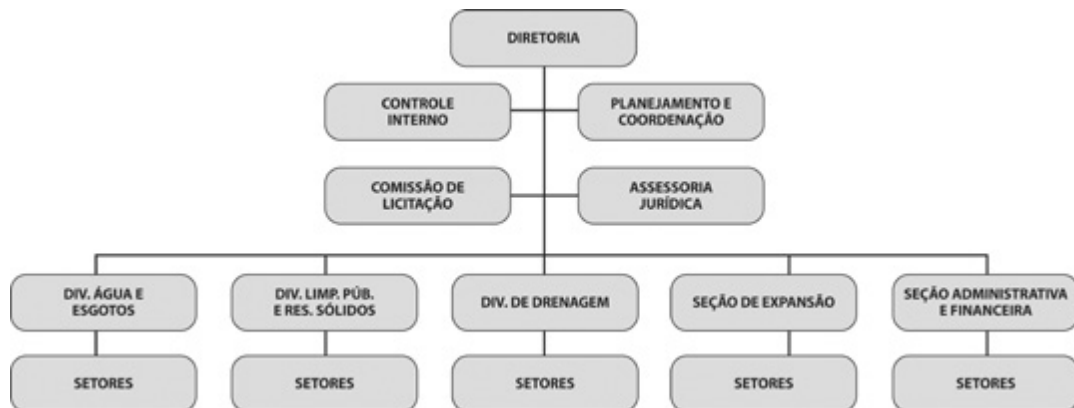 DIRETORIA
CONTROLE
INTERNO
PLANEJAMENTO E
COORDENAÇÃO
COMISSÃO DE
LICITAÇÃO
ASSESSORIA
JURÍDICA
DIV. ÁGUA E
ESGOTOS
DIV. LIMP. PÚB.
E RES. SÓLIDOS
DIV. DE DRENAGEM
SEÇÃO DE EXPANSÃO
SEÇÃO ADMINISTRATIVA
E FINANCEIRA
SETORES
SETORES
SETORES
SETORES
SETORES